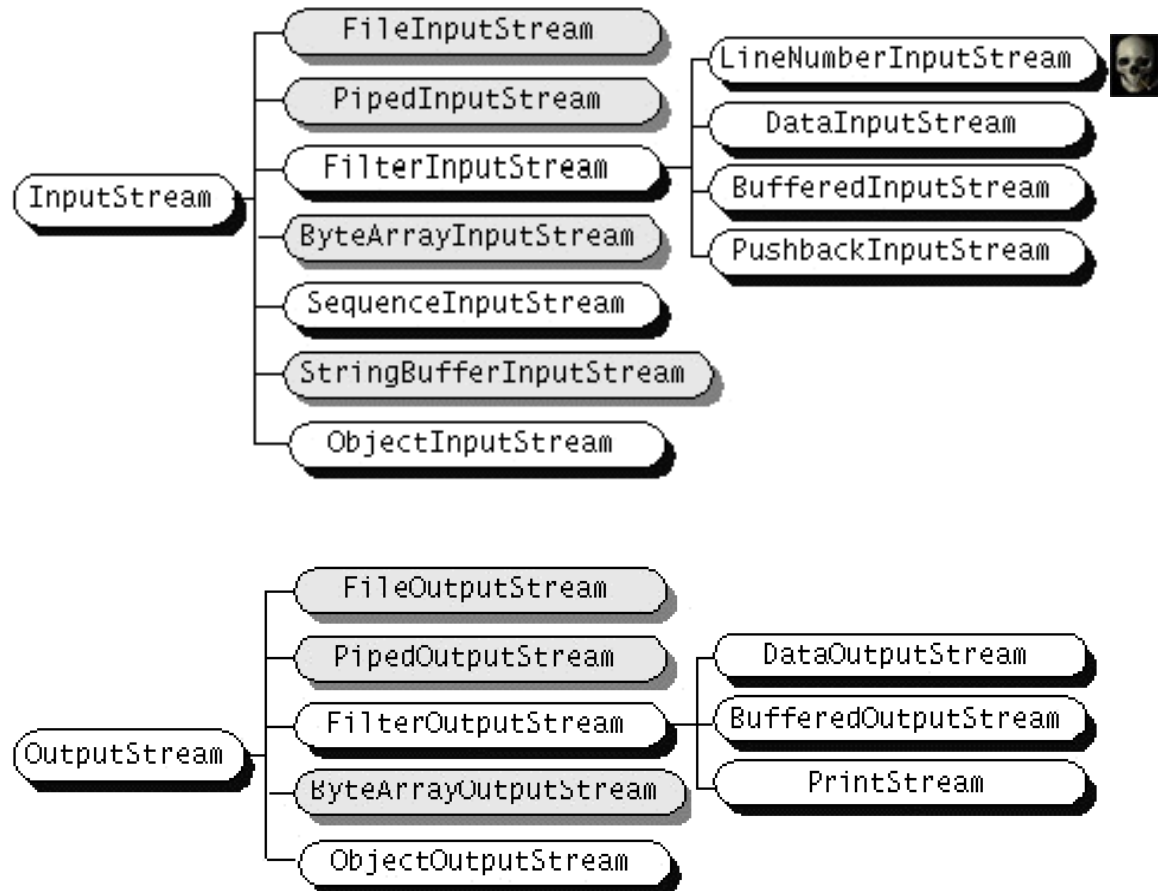 FileInputStream
PipedInputStream
FilterInputStream
InputStream
ByteArrayInputStream
SequenceInputStream
StringBufferInputStream
ObjectInputStream
LineNumberInputStream
DataInputStream
BufferedInputStream
PushbackInputStream
FileOutputStream
PipedOutputStream
FilterOutputStream
OutputStream
ByteArrayOutputStream
ObjectOutputStream
DataOutputStream
BufferedOutputStream
PrintStream